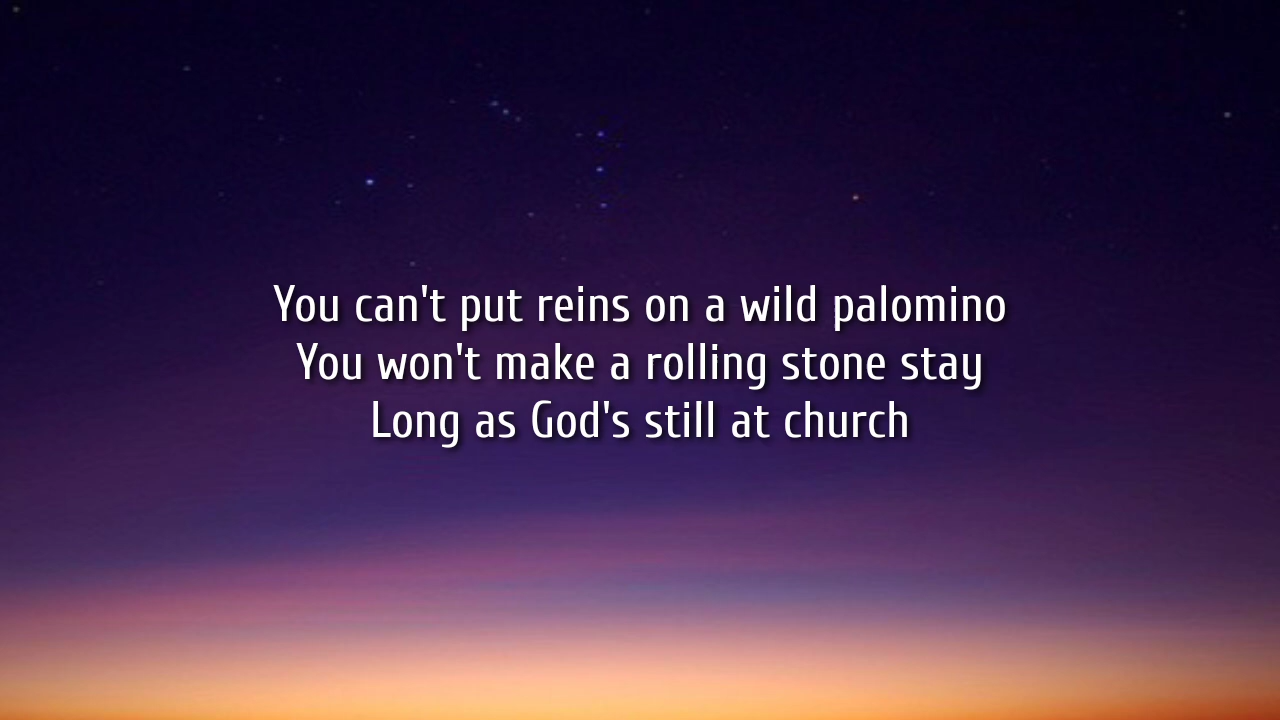 You can't put reins on a wild palomino
You won't make a rolling stone stay
Long as God's still at church